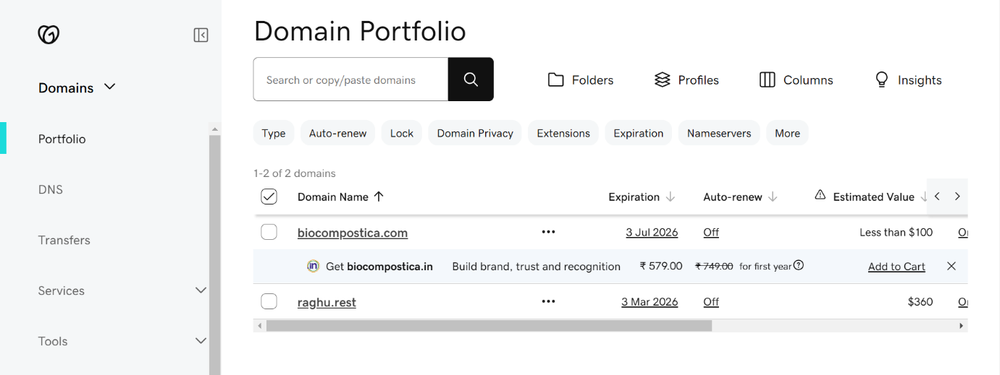 Domain Portfolio
Domains
Search or copy/paste domains
Folders
Profiles
Columns
Insights
Portfolio
DNS
Transfers
Services
Tools
Type
Auto-renew
Lock
Domain Privacy
Extensions
Expiration
Nameservers
More
1-2 of 2 domains
Domain Name ↑ Expiration ↓ Auto-renew ↓ Estimated Value ↓
biocompostica.com ••• 3 Jul 2026 Off Less than $100
in Get biocompostica.in Build brand, trust and recognition ₹ 579.00 ₹ 749.00 for first year Add to Cart
raghu.rest ••• 3 Mar 2026 Off $360